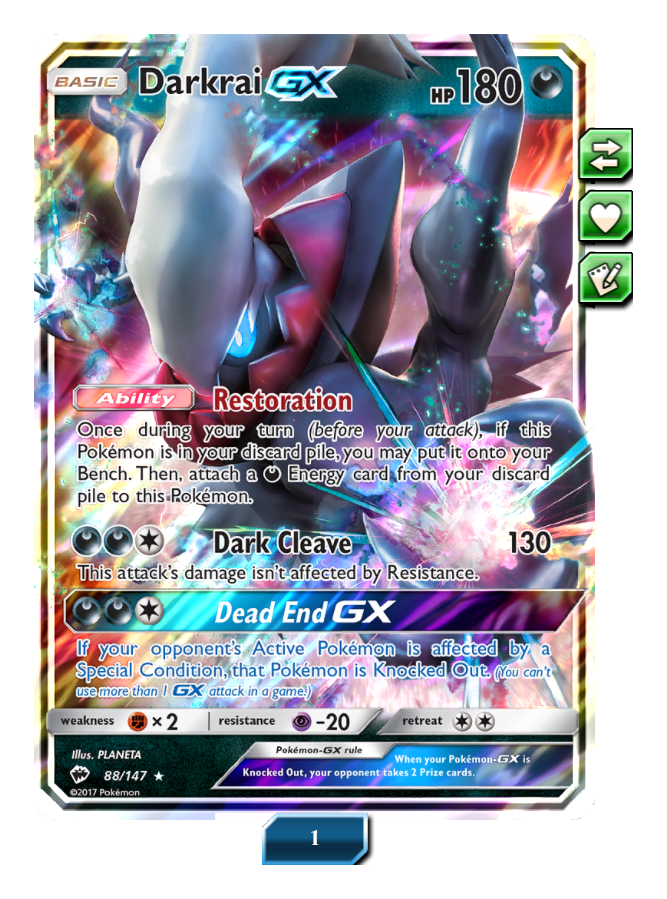 BASIC Darkrai GX HP 180
Ability Restoration
Once during your turn (before your attack), if this
Pokémon is in your discard pile, you may put it onto your
Bench. Then, attach a Energy card from your discard
pile to this Pokémon.
Dark Cleave 130
This attack's damage isn't affected by Resistance.
Dead End GX
If your opponent's Active Pokémon is affected by a
Special Condition, that Pokémon is Knocked Out. (You can't
use more than 1 GX attack in a game.)
weakness × 2 resistance -20 retreat
Illus. PLANETA
88/147
©2017 Pokémon
Pokémon-GX rule
When your Pokémon-GX is
Knocked Out, your opponent takes 2 Prize cards.
1